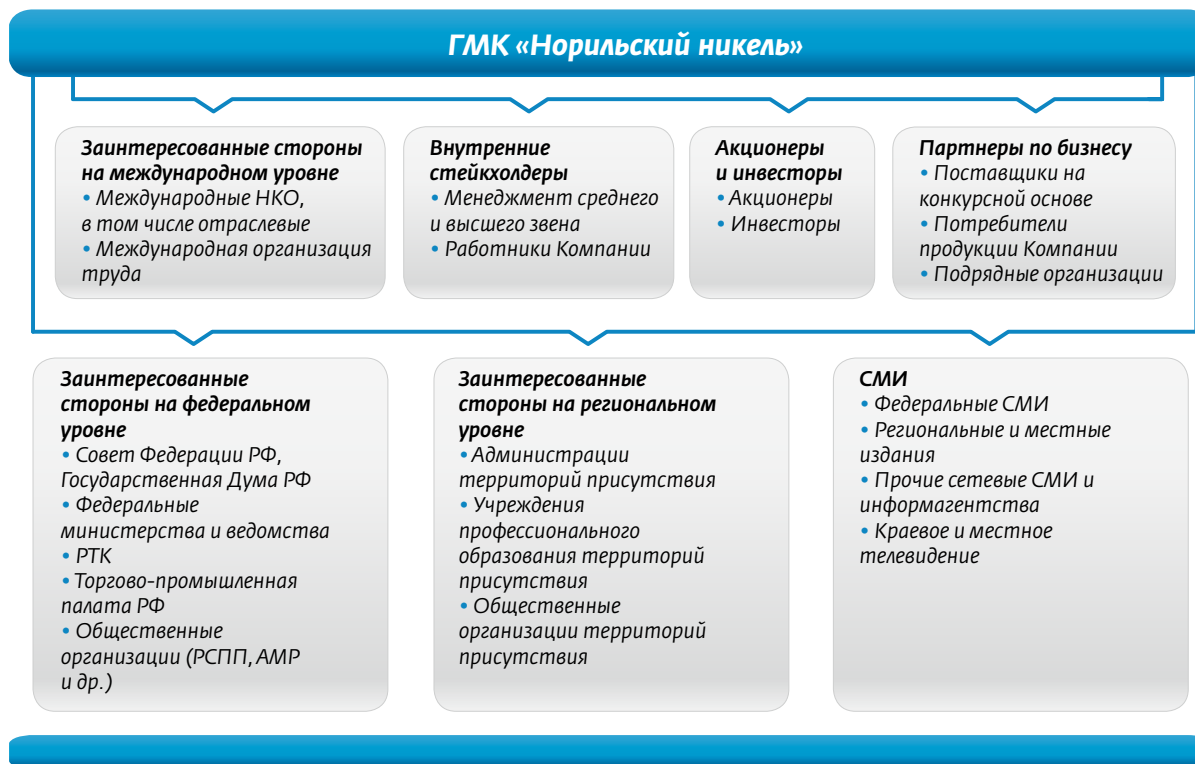 ГМК «Норильский никель»
Заинтересованные стороны
на международном уровне
• Международные НКО,
в том числе отраслевые
• Международная организация
труда
Внутренние
стейкхолдеры
• Менеджмент среднего
и высшего звена
• Работники Компании
Акционеры
и инвесторы
• Акционеры
• Инвесторы
Партнеры по бизнесу
• Поставщики на
конкурсной основе
• Потребители
продукции Компании
• Подрядные организации
Заинтересованные
стороны на федеральном
уровне
• Совет Федерации РФ,
Государственная Дума РФ
• Федеральные
министерства и ведомства
• РТК
• Торгово-промышленная
палата РФ
• Общественные
организации (РСПП, АМР
и др.)
Заинтересованные
стороны на региональном
уровне
• Администрации
территорий присутствия
• Учреждения
профессионального
образования территорий
присутствия
• Общественные
организации территорий
присутствия
СМИ
• Федеральные СМИ
• Региональные и местные
издания
• Прочие сетевые СМИ и
информагентства
• Краевое и местное
телевидение